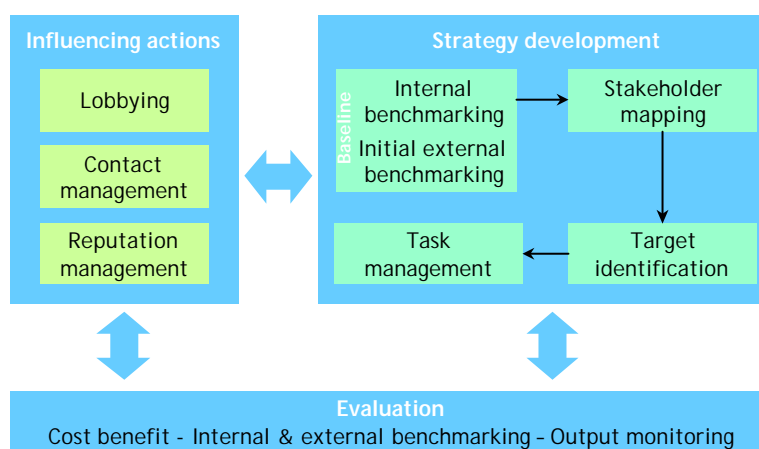 Influencing actions
Lobbying
Contact
management
Reputation
management
Strategy development
Baseline
Internal
benchmarking
Initial external
benchmarking
Stakeholder
mapping
Task
management
Target
identification
Evaluation
Cost benefit - Internal & external benchmarking – Output monitoring